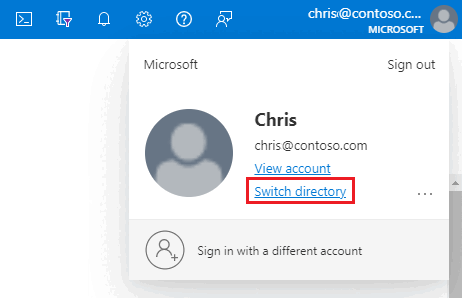 chris@contoso.c...
MICROSOFT
Microsoft
Sign out
Chris
chris@contoso.com
View account
Switch directory
...
Sign in with a different account